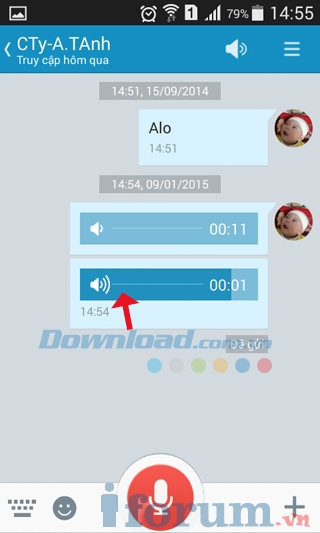 79% 14:55
CTy-A.TAnh
Truy cập hôm qua
14:51, 15/09/2014
Alo
14:51
14:54, 09/01/2015
00:11
00:01
14:54
Download.com.vn
Đã gửi
iforum.vn